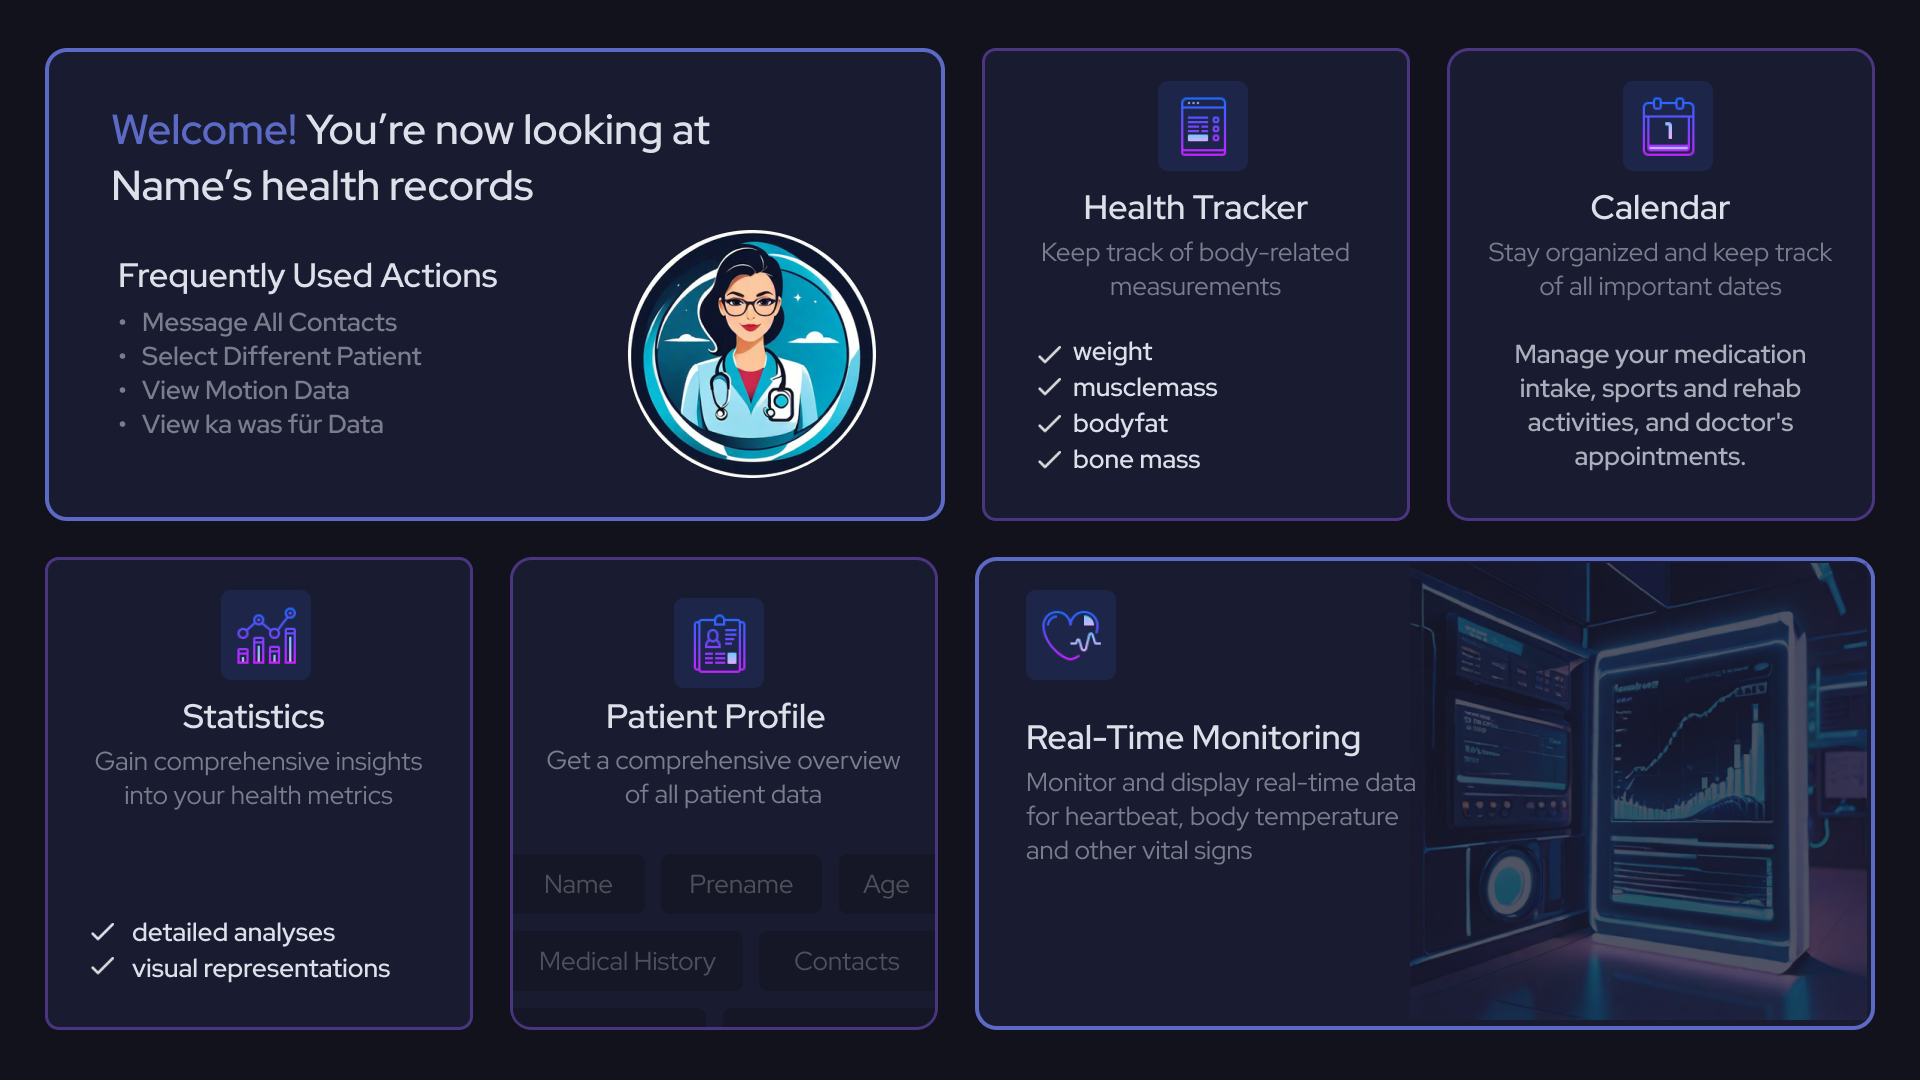 Welcome! You're now looking at
Name's health records
Frequently Used Actions
• Message All Contacts
• Select Different Patient
• View Motion Data
• View ka was für Data
Health Tracker
Keep track of body-related
measurements
weight
musclemass
bodyfat
bone mass
1
Calendar
Stay organized and keep track
of all important dates
Manage your medication
intake, sports and rehab
activities, and doctor's
appointments.
Statistics
Gain comprehensive insights
into your health metrics
detailed analyses
visual representations
Patient Profile
Get a comprehensive overview
of all patient data
Name Prename Age
Medical History Contacts
Real-Time Monitoring
Monitor and display real-time data
for heartbeat, body temperature
and other vital signs